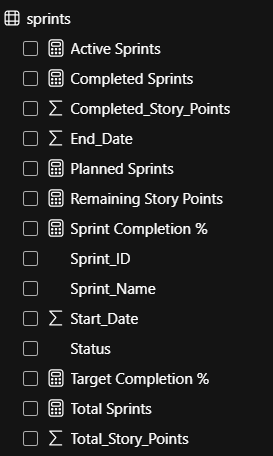 sprints
Active Sprints
Completed Sprints
Completed_Story_Points
End_Date
Planned Sprints
Remaining Story Points
Sprint Completion %
Sprint_ID
Sprint_Name
Start_Date
Status
Target Completion %
Total Sprints
Total_Story_Points